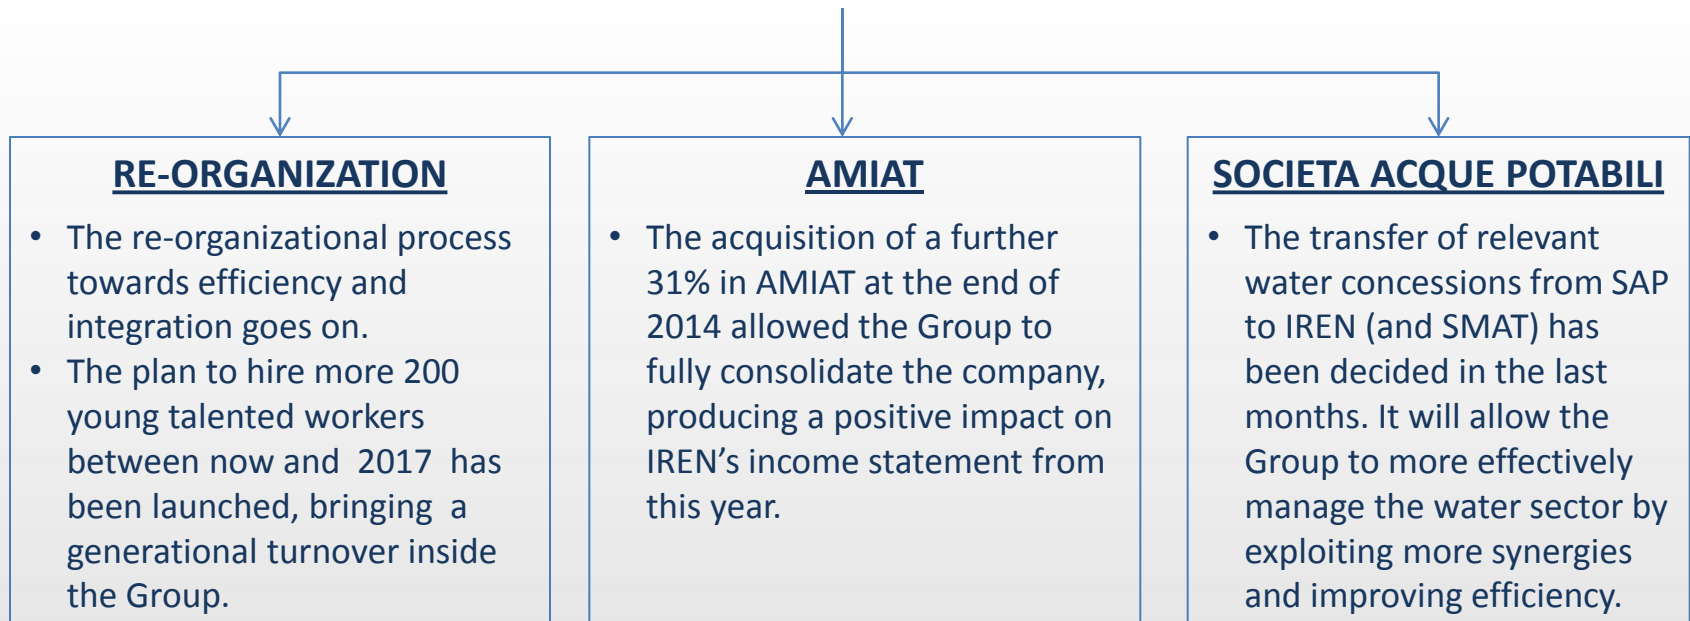 RE-ORGANIZATION
• The re-organizational process
towards efficiency and
integration goes on.
• The plan to hire more 200
young talented workers
between now and 2017 has
been launched, bringing a
generational turnover inside
the Group.
AMIAT
• The acquisition of a further
31% in AMIAT at the end of
2014 allowed the Group to
fully consolidate the company,
producing a positive impact on
IREN's income statement from
this year.
SOCIETA ACQUE POTABILI
• The transfer of relevant
water concessions from SAP
to IREN (and SMAT) has
been decided in the last
months. It will allow the
Group to more effectively
manage the water sector by
exploiting more synergies
and improving efficiency.